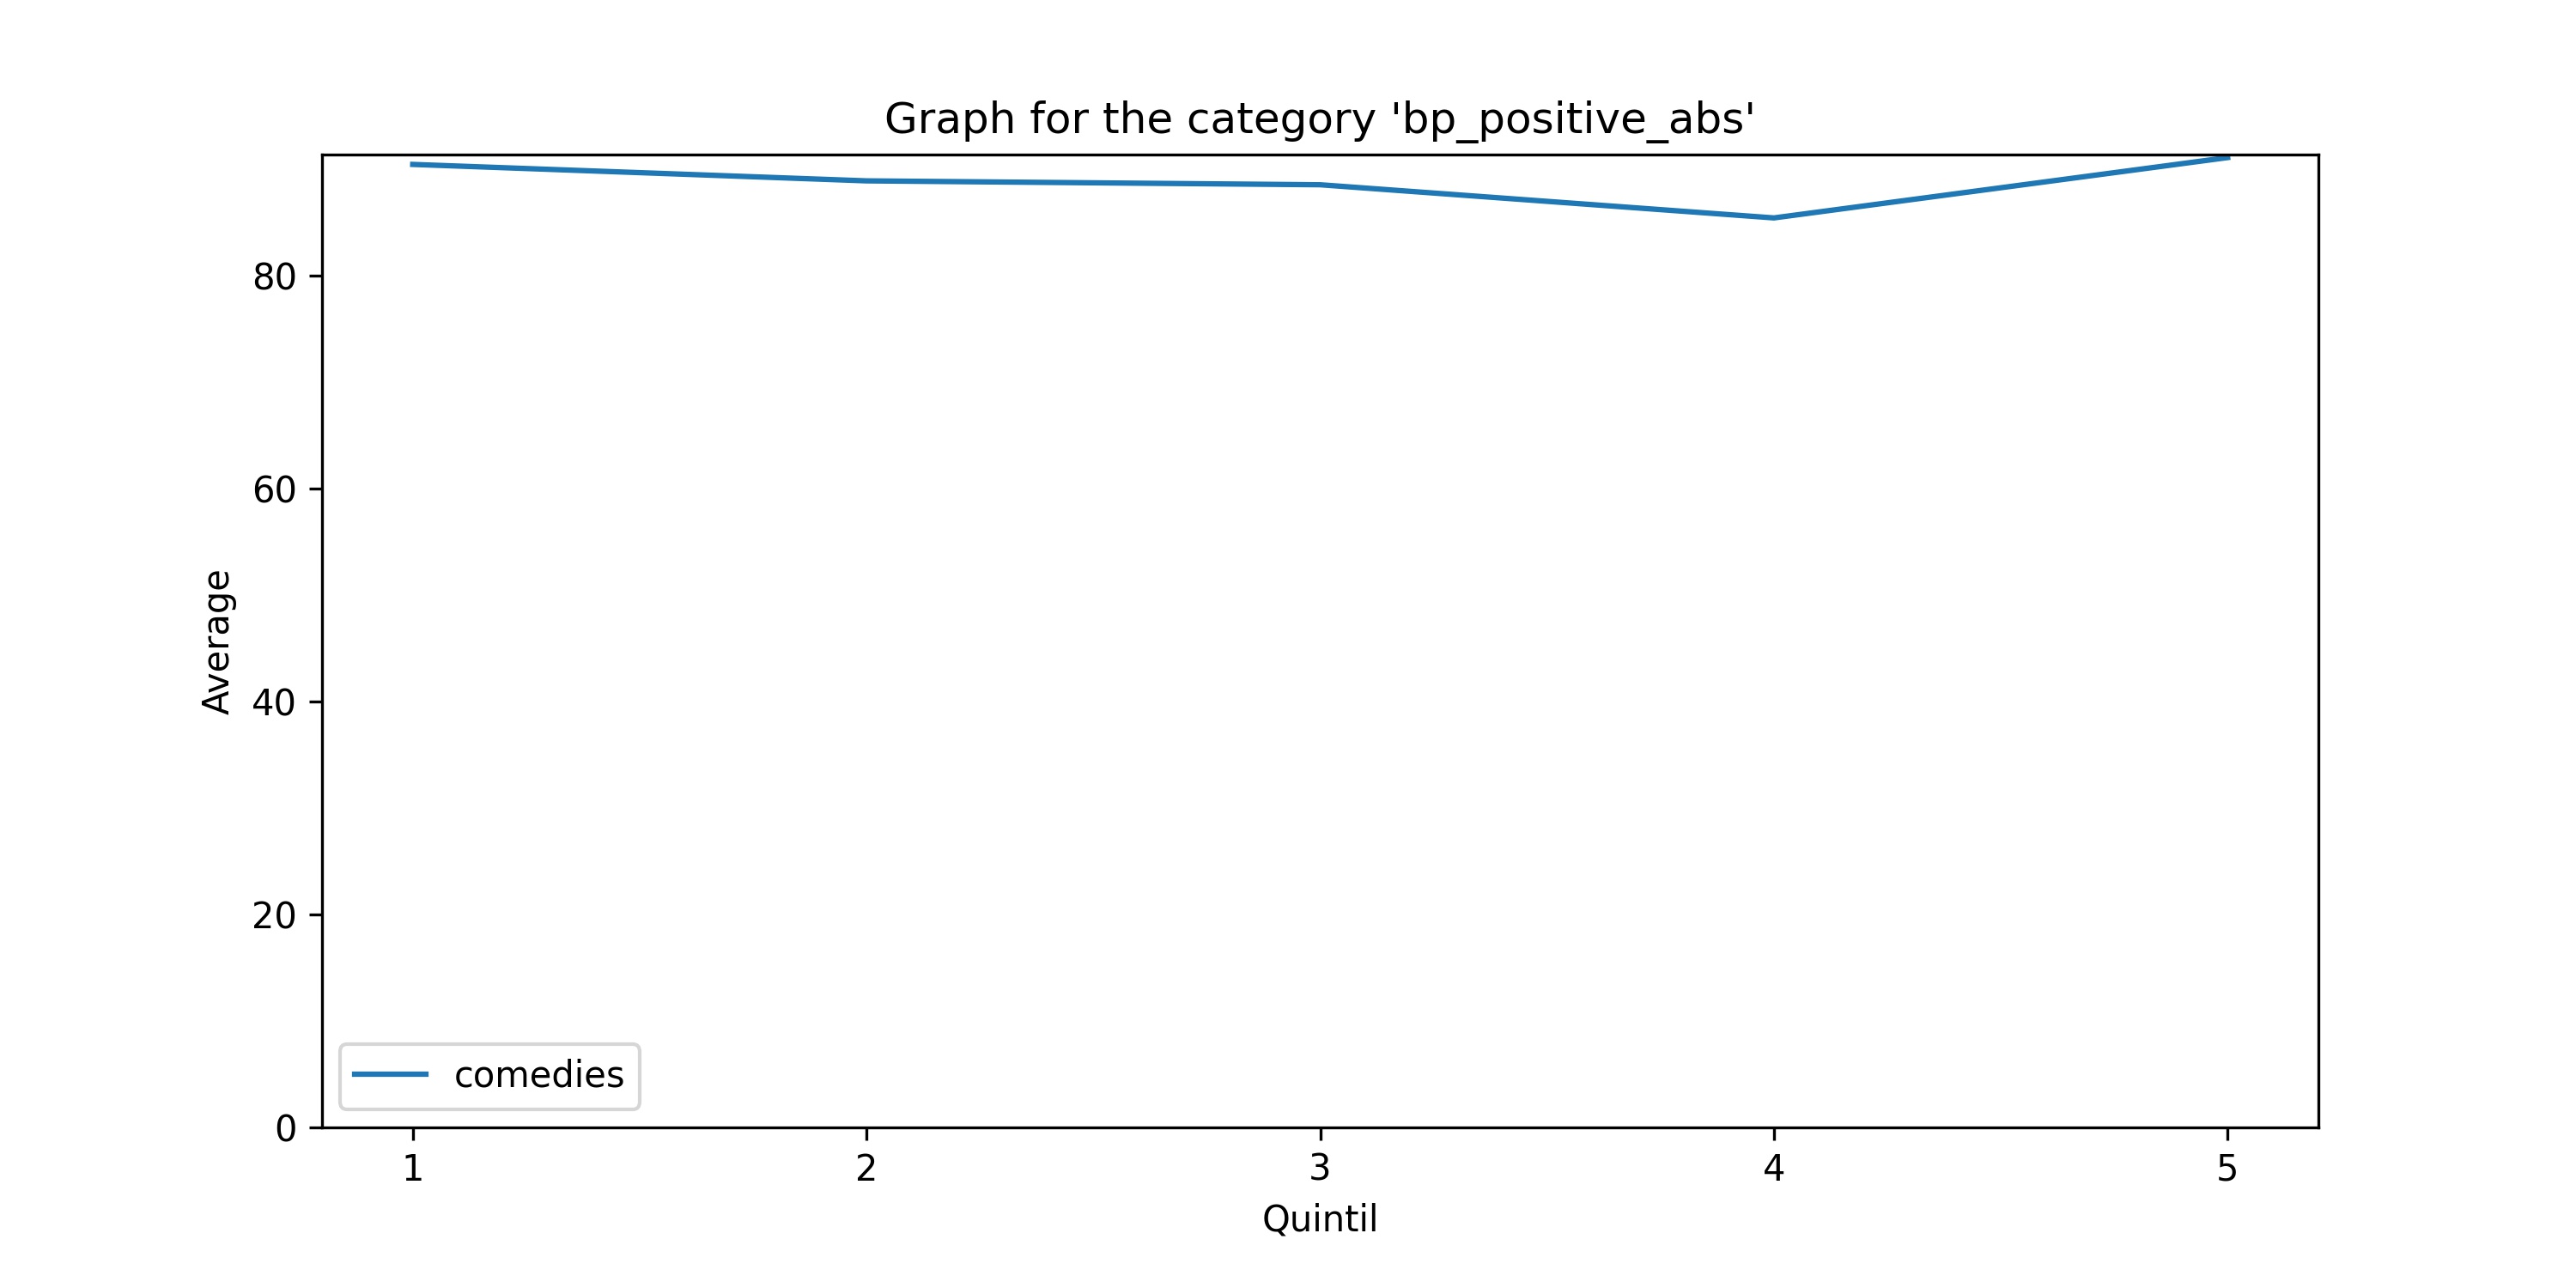 Graph for the category 'bp_positive_abs'
Average
80
60
40
20
0
comedies
1 2 3 4 5
Quintil